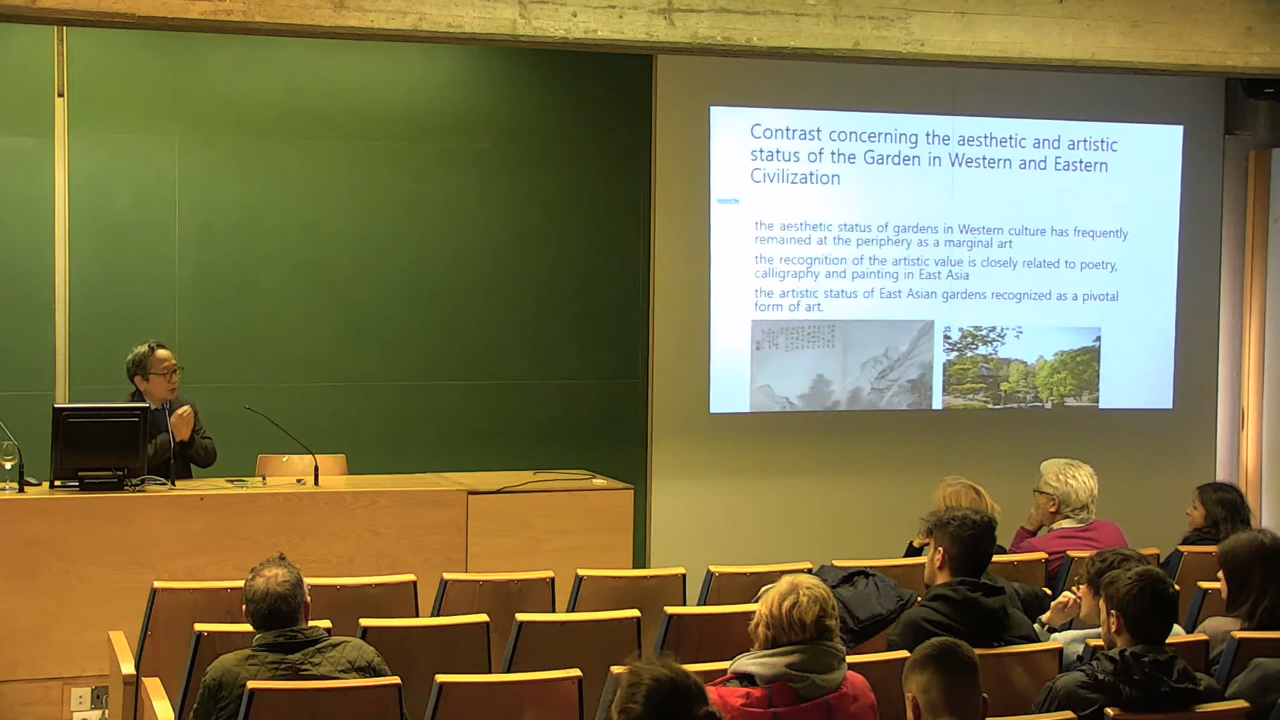 Contrast concerning the aesthetic and artistic
status of the Garden in Western and Eastern
Civilization
the aesthetic status of gardens in Western culture has frequently
remained at the periphery as a marginal art
the recognition of the artistic value is closely related to poetry,
calligraphy and painting in East Asia
the artistic status of East Asian gardens recognized as a pivotal
form of art.